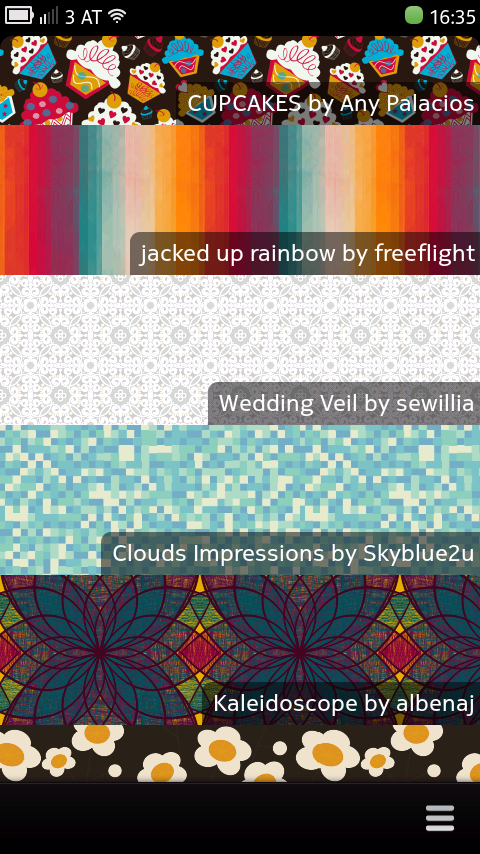 3 AT 16:35
CUPCAKES by Any Palacios
jacked up rainbow by freeflight
Wedding Veil by sewillia
Clouds Impressions by Skyblue2u
Kaleidoscope by albenaj